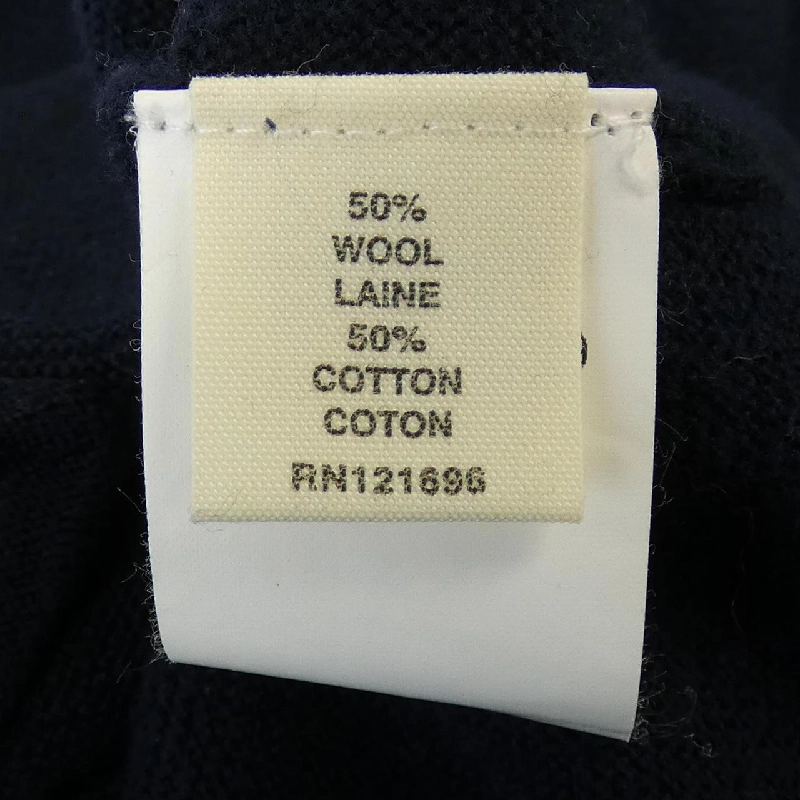 50%
WOOL
LAINE
50%
COTTON
COTON
RN121696